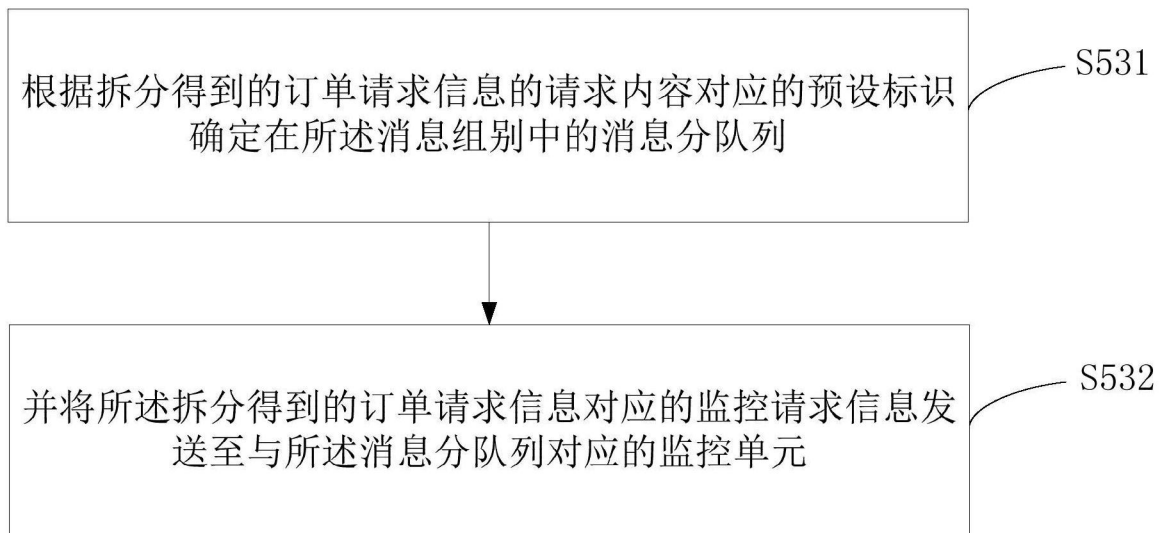 根据拆分得到的订单请求信息的请求内容对应的预设标识
确定在所述消息组别中的消息分队列
S531
并将所述拆分得到的订单请求信息对应的监控请求信息发
送至与所述消息分队列对应的监控单元
S532